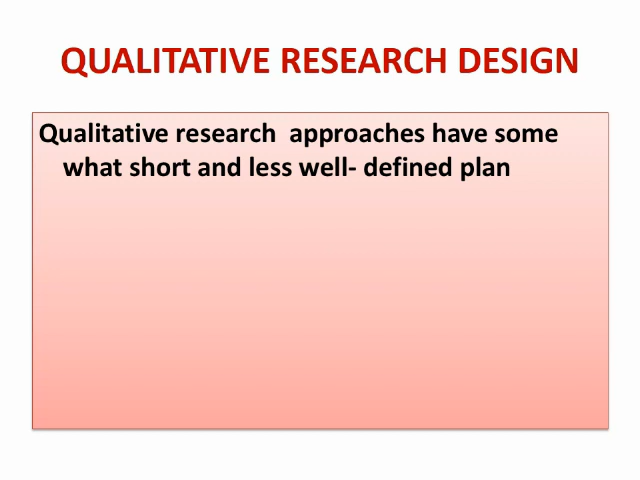 QUALITATIVE RESEARCH DESIGN
Qualitative research  approaches have some
what short and less well- defined plan